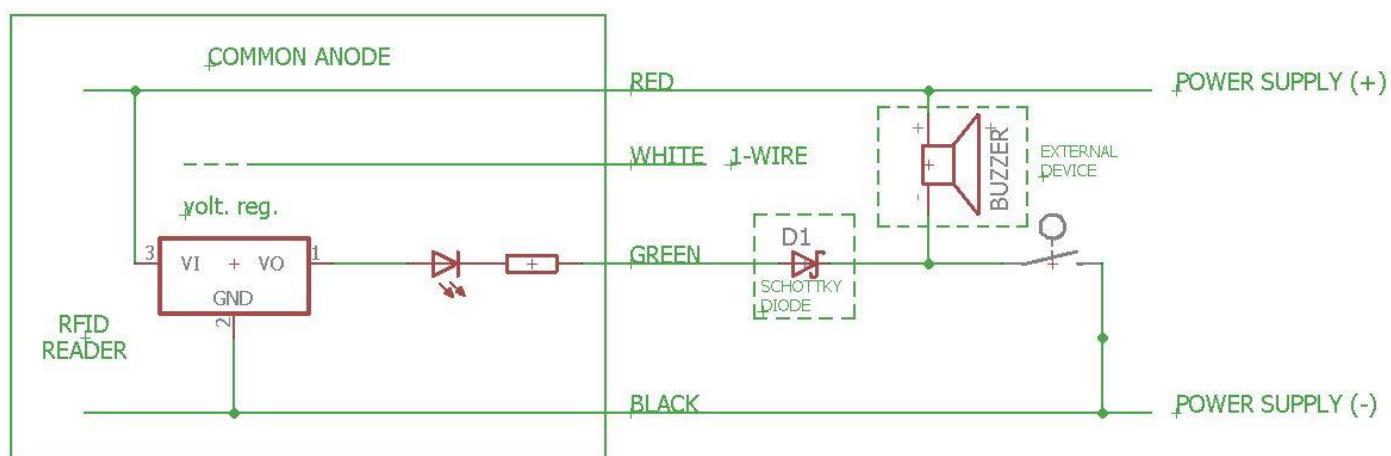 COMMON ANODE
RED
POWER SUPPLY (+)
WHITE 1-WIRE
BUZZER
+
-
EXTERNAL
DEVICE
volt. reg.
3 VI VO 1
GND
2
GREEN
D1
SCHOTTKY
DIODE
RFID
READER
BLACK
POWER SUPPLY (-)